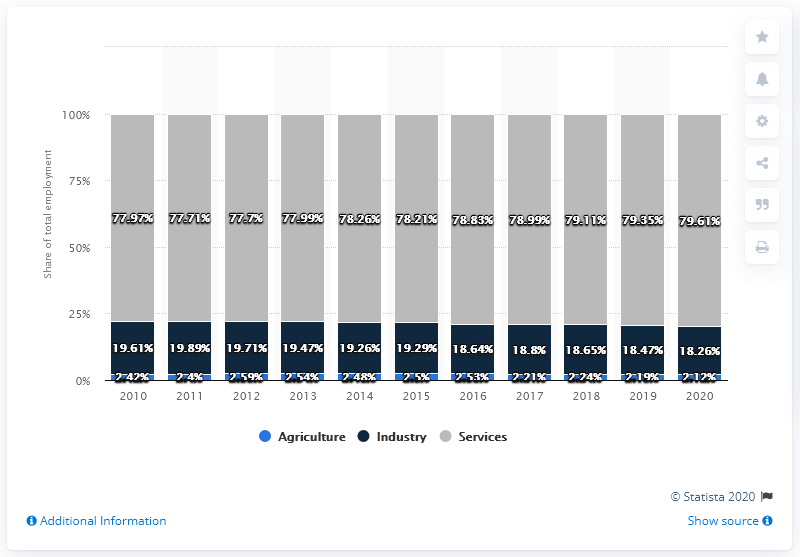 Share of total employment
100%
75%
50%
25%
0%
77.97% 77.71% 77.7% 77.99% 78.26% 78.21% 78.83% 78.99% 79.11% 79.35% 79.61%
19.61% 19.89% 19.71% 19.47% 19.26% 19.29% 18.64% 18.8% 18.65% 18.47% 18.26%
2.42% 2.4% 2.59% 2.54% 2.48% 2.5% 2.53% 2.21% 2.24% 2.19% 2.12%
2010 2011 2012 2013 2014 2015 2016 2017 2018 2019 2020
Agriculture Industry Services
© Statista 2020
Additional Information Show source